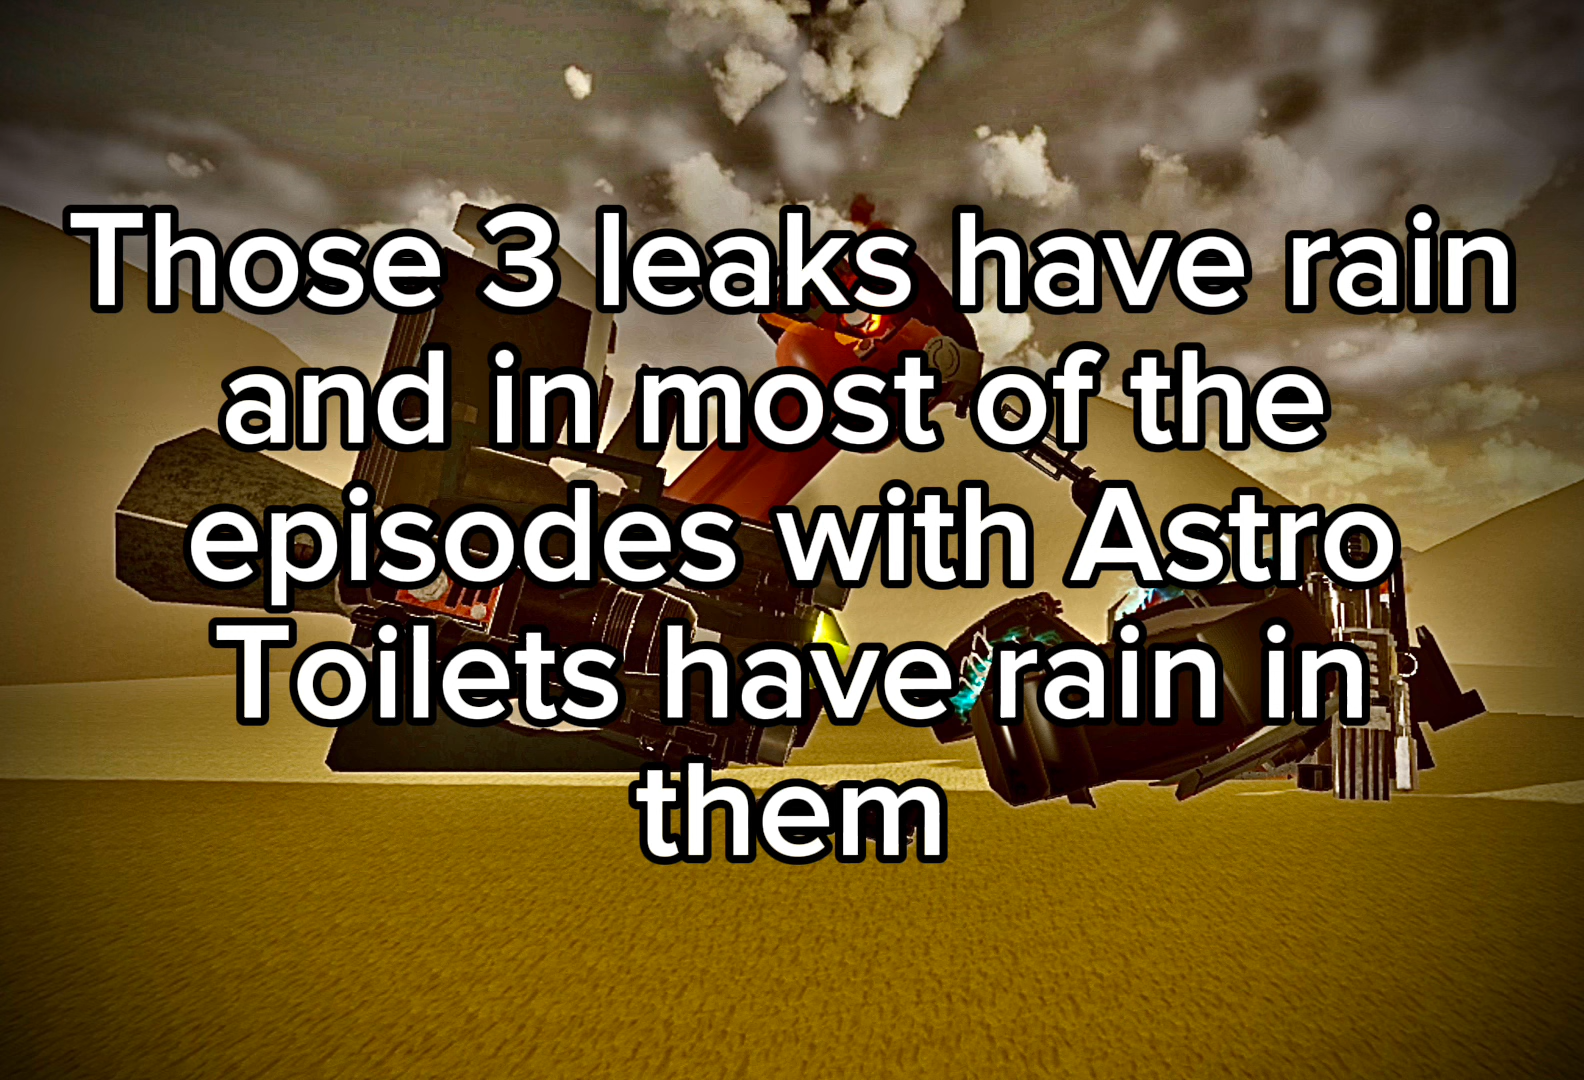 Those 3 leaks have rain
and in most of the
episodes with Astro
Toilets have rain in
them